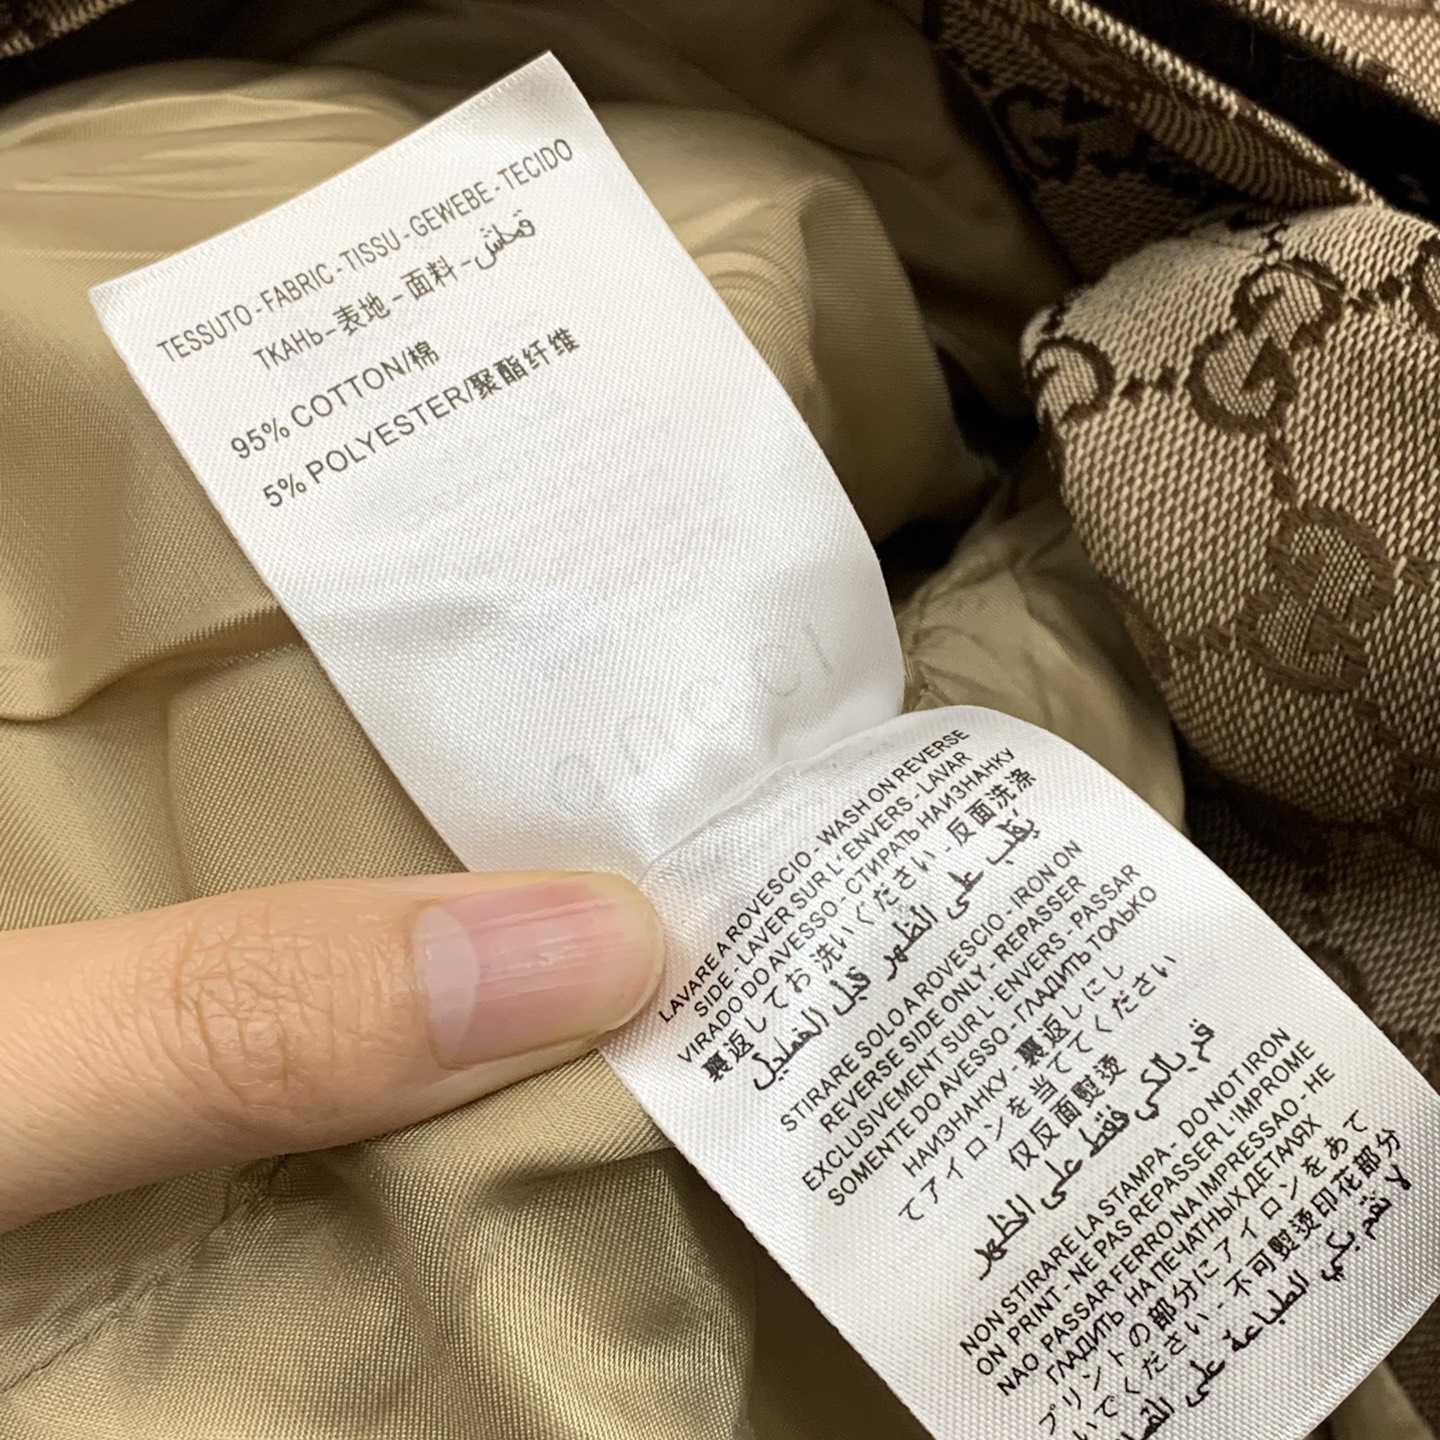 TESSUTO - FABRIC - TISSU - GEWEBE - TECIDO
ТКАНЬ - 表地 - 面料 - قماش
95% COTTON/棉
5% POLYESTER/聚酯纤维
LAVARE A ROVESCIO - WASH ON REVERSE
SIDE - LAVER SUR L'ENVERS - LAVAR
VIRADO DO AVESSO - СТИРАТЬ НАИЗНАНКУ
裏返してお洗いください - 反面洗涤
يقلب على الظهر قبل الغسيل
STIRARE SOLO A ROVESCIO - IRON ON
REVERSE SIDE ONLY - REPASSER
EXCLUSIVEMENT SUR L'ENVERS - PASSAR
SOMENTE DO AVESSO - ГЛАДИТЬ ТОЛЬКО
НАИЗНАНКУ - 裏返しにし
てアイロンを当ててください
仅反面熨烫
قم بالكي فقط على الظهر
NON STIRARE LA STAMPA - DO NOT IRON
ON PRINT - NE PAS REPASSER L'IMPROME
NAO PASSAR FERRO NA IMPRESSAO - НЕ
ГЛАДИТЬ НА ПЕЧАТНЫХ ДЕТАЛЯХ
プリントの部分にアイロンをあて
いでください - 不可熨烫印花部分
لا تقم بكي الطباعة على